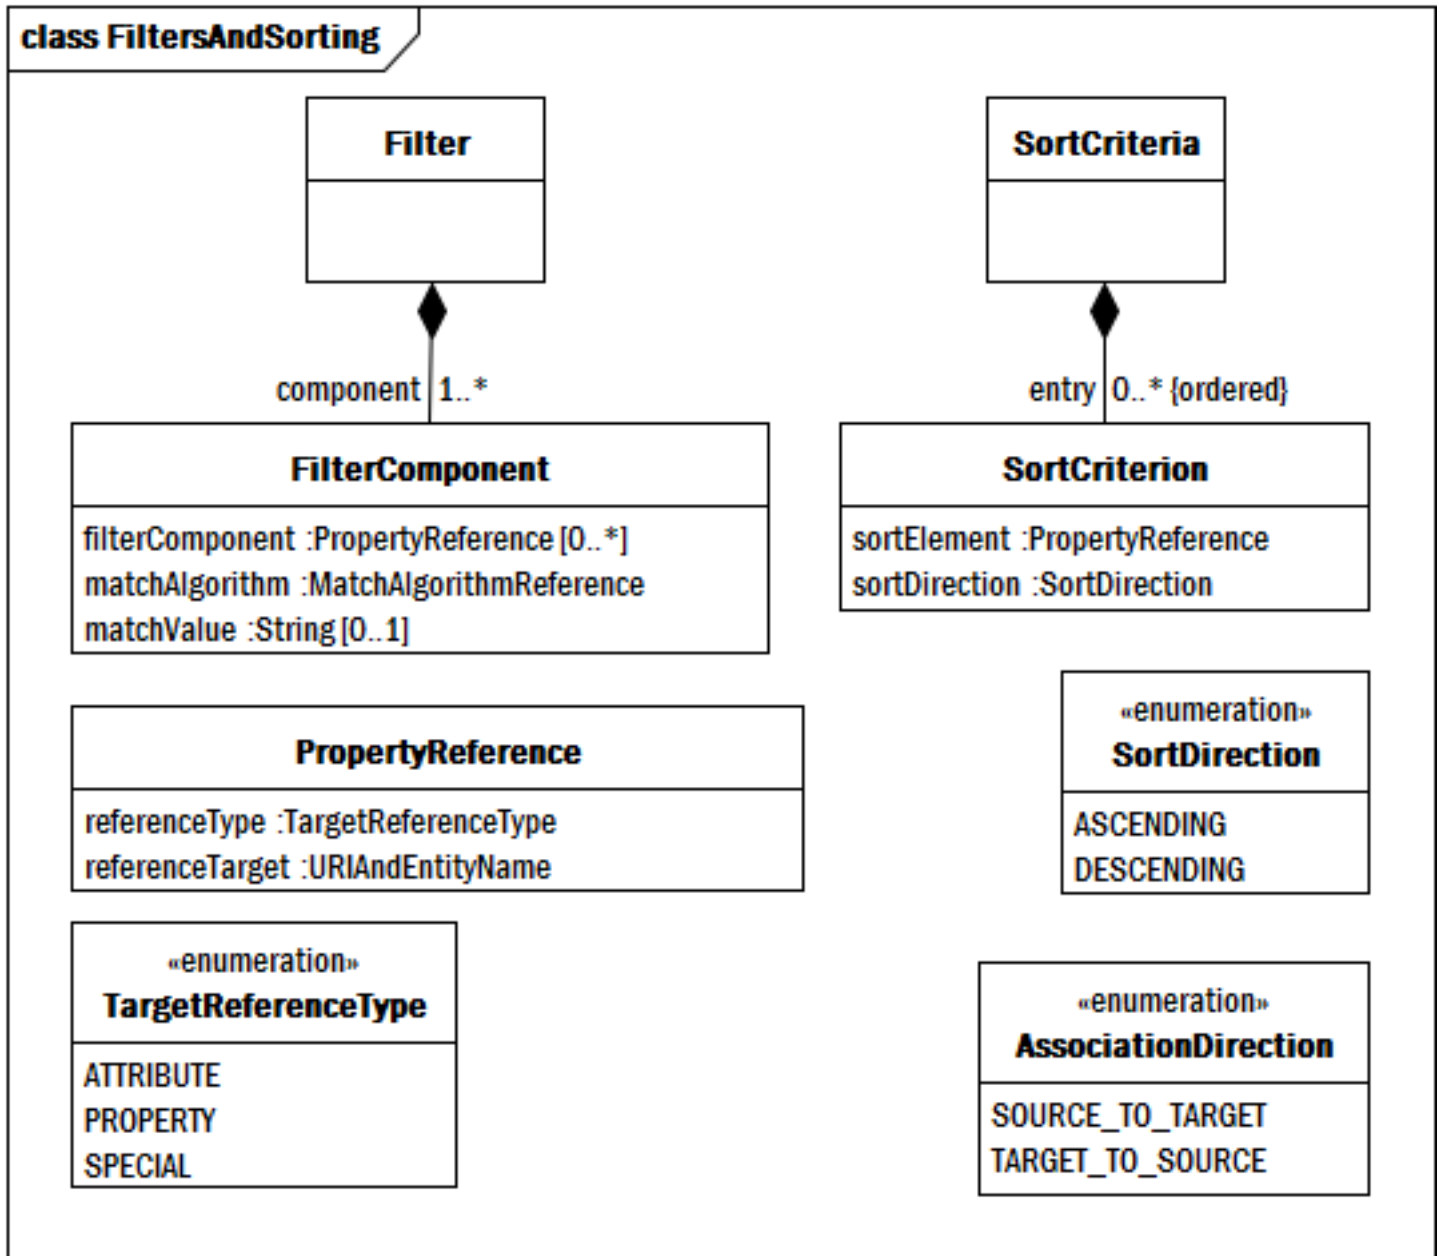 class FiltersAndSorting
Filter
SortCriteria
component 1..*
entry 0..* {ordered}
FilterComponent
filterComponent :PropertyReference [0..*]
matchAlgorithm :MatchAlgorithmReference
matchValue :String [0..1]
SortCriterion
sortElement :PropertyReference
sortDirection :SortDirection
PropertyReference
referenceType :TargetReferenceType
referenceTarget :URIAndEntityName
«enumeration»
SortDirection
ASCENDING
DESCENDING
«enumeration»
TargetReferenceType
ATTRIBUTE
PROPERTY
SPECIAL
«enumeration»
AssociationDirection
SOURCE_TO_TARGET
TARGET_TO_SOURCE